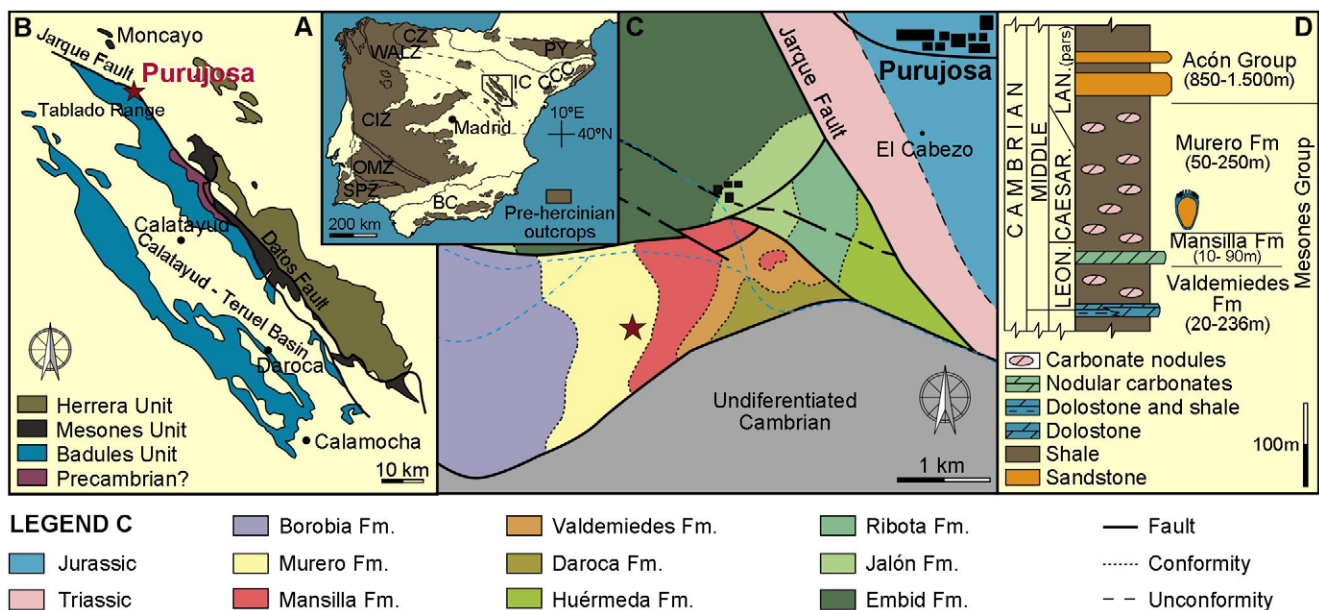 B
Moncayo
Jarque Fault
Purujosa
Tablado Range
Calatayud
Datos Fault
Calatayud - Teruel Basin
Daroca
Calamocha
Herrera Unit
Mesones Unit
Badules Unit
Precambrian?
10 km
A
CZ
WALZ
PY
IC
CCC
CIZ
Madrid
10ºE
40ºN
OMZ
SPZ
BC
200 km
Pre-hercinian
outcrops
C
Jarque Fault
Purujosa
El Cabezo
Undiferentiated
Cambrian
1 km
D
CAMBRIAN
MIDDLE
LAN. (pars)
CAESAR.
LEON.
Acón Group
(850-1.500m)
Murero Fm
(50-250m)
Mansilla Fm
(10- 90m)
Valdemiedes
Fm
(20-236m)
Mesones Group
Carbonate nodules
Nodular carbonates
Dolostone and shale
Dolostone
Shale
Sandstone
100m
LEGEND C
Jurassic
Triassic
Borobia Fm.
Murero Fm.
Mansilla Fm.
Valdemiedes Fm.
Daroca Fm.
Huérmeda Fm.
Ribota Fm.
Jalón Fm.
Embid Fm.
Fault
Conformity
Unconformity